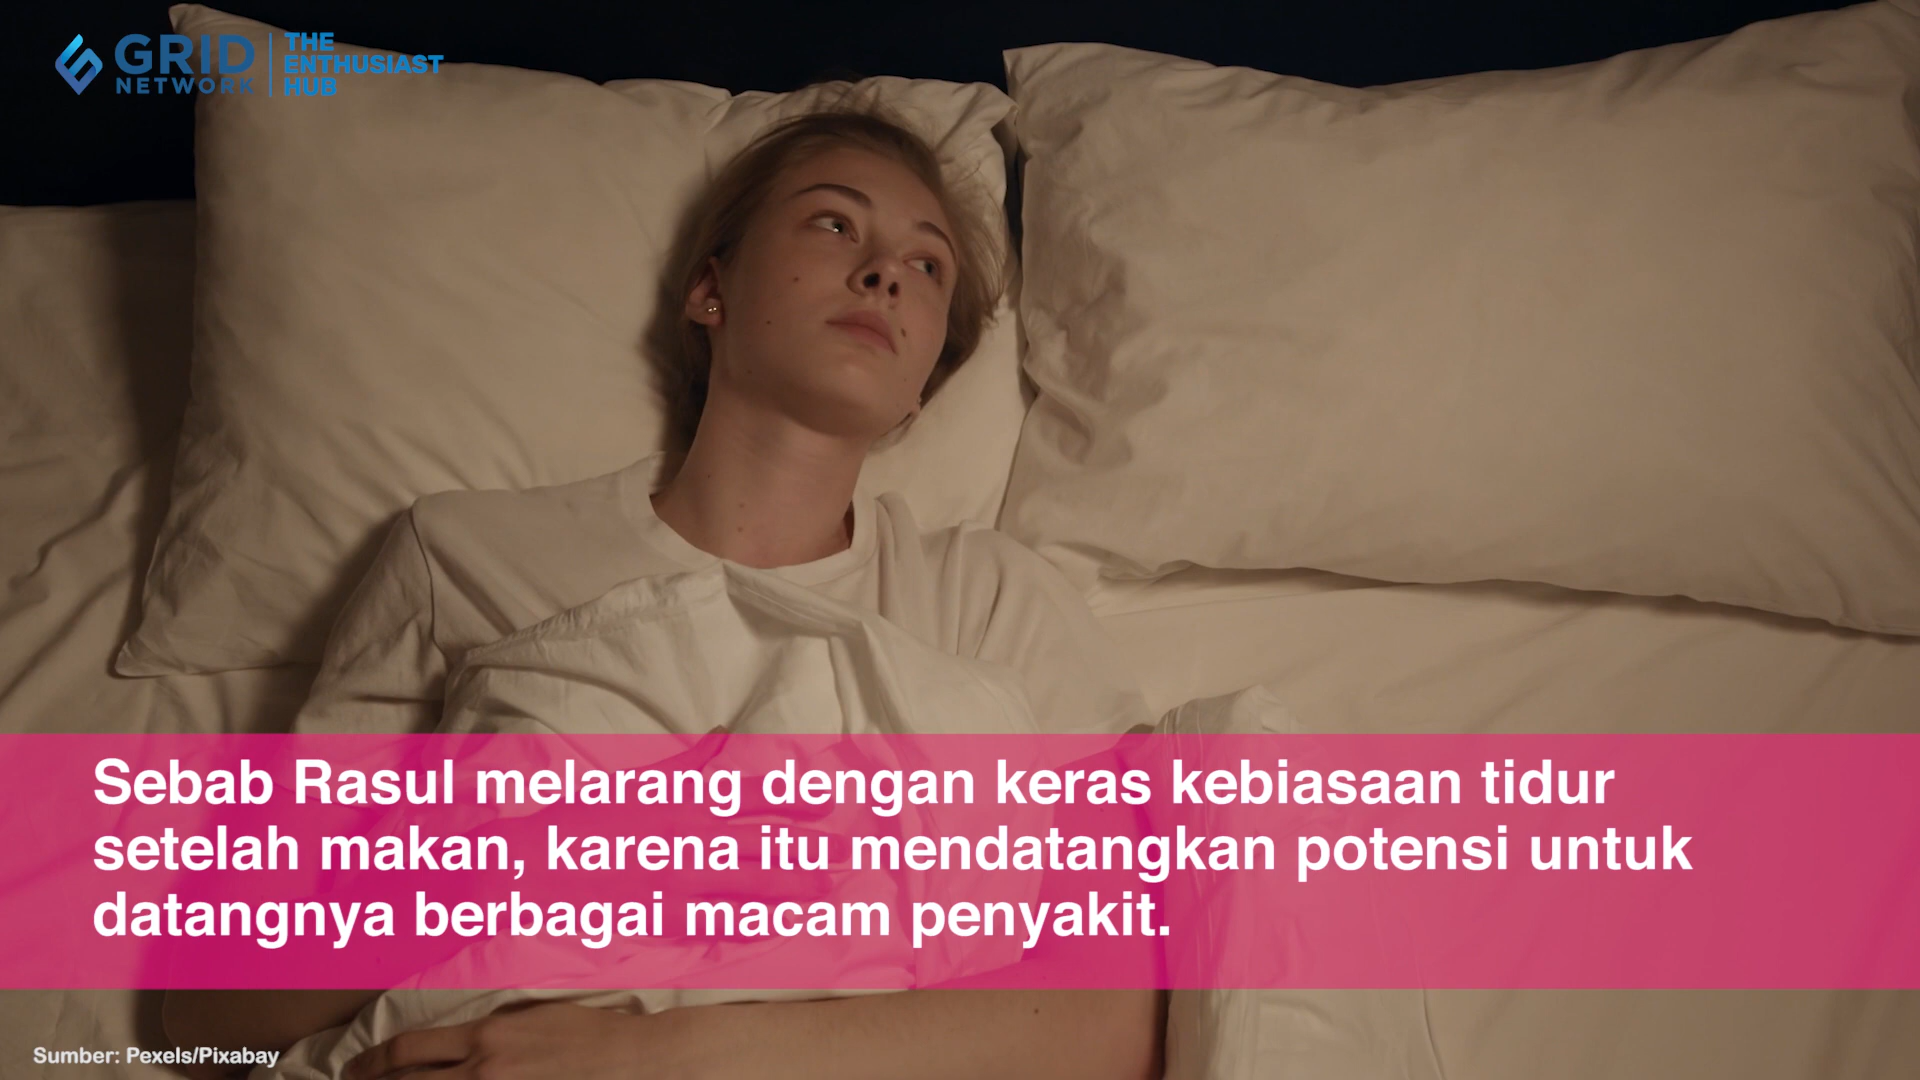 GRID
NETWORK
THE
ENTHUSIAST
HUB
Sebab Rasul melarang dengan keras kebiasaan tidur
setelah makan, karena itu mendatangkan potensi untuk
datangnya berbagai macam penyakit.
Sumber: Pexels/Pixabay